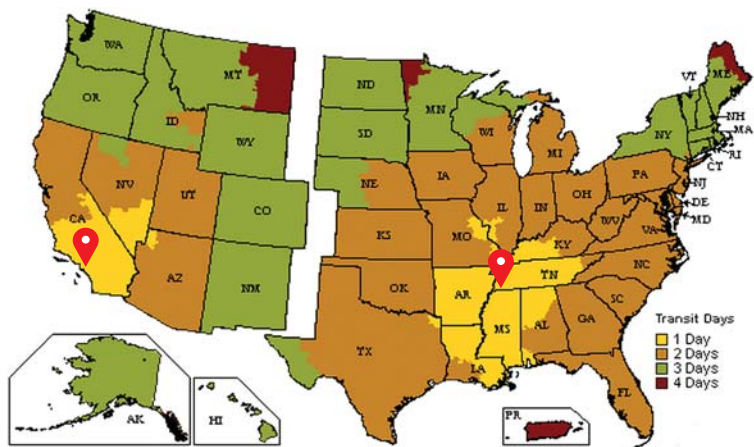 WA
MT
OR
ID
WY
NV
UT
CO
CA
AZ
NM
AK
HI
ND
MN
SD
WI
NE
IA
MI
KS
MO
IL
IN
OH
KY
WV
VA
PA
NY
VT
ME
NH
MA
RI
CT
NJ
DE
MD
OK
AR
TN
NC
SC
TX
LA
MS
AL
GA
FL
PR
Transit Days
1 Day
2 Days
3 Days
4 Days